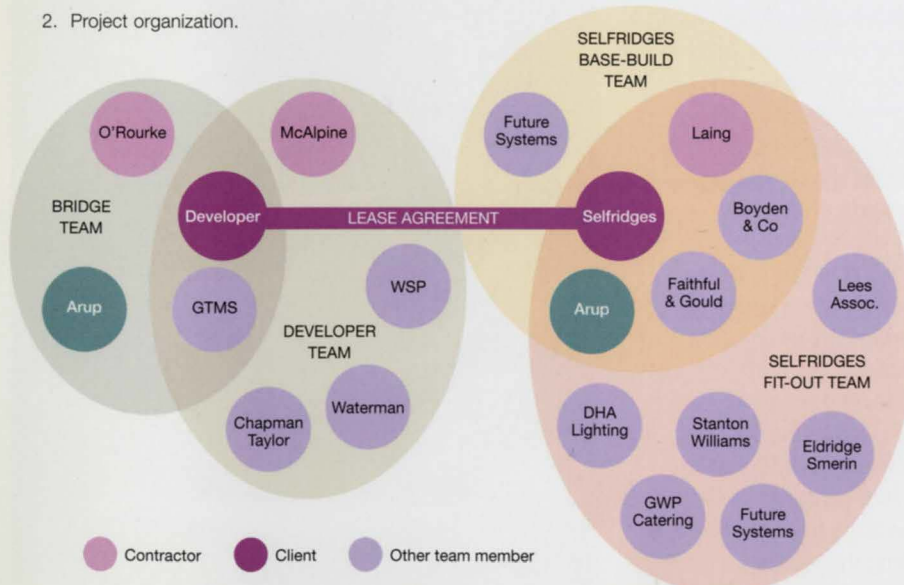 2. Project organization.
SELFRIDGES
BASE-BUILD
TEAM
O'Rourke
McAlpine
Future
Systems
Laing
BRIDGE
TEAM
Developer
LEASE AGREEMENT
Selfridges
Boyden
& Co
Arup
GTMS
WSP
DEVELOPER
TEAM
Arup
Faithful
& Gould
Lees
Assoc.
SELFRIDGES
FIT-OUT TEAM
Chapman
Taylor
Waterman
DHA
Lighting
Stanton
Williams
Eldridge
Smerin
GWP
Catering
Future
Systems
Contractor
Client
Other team member